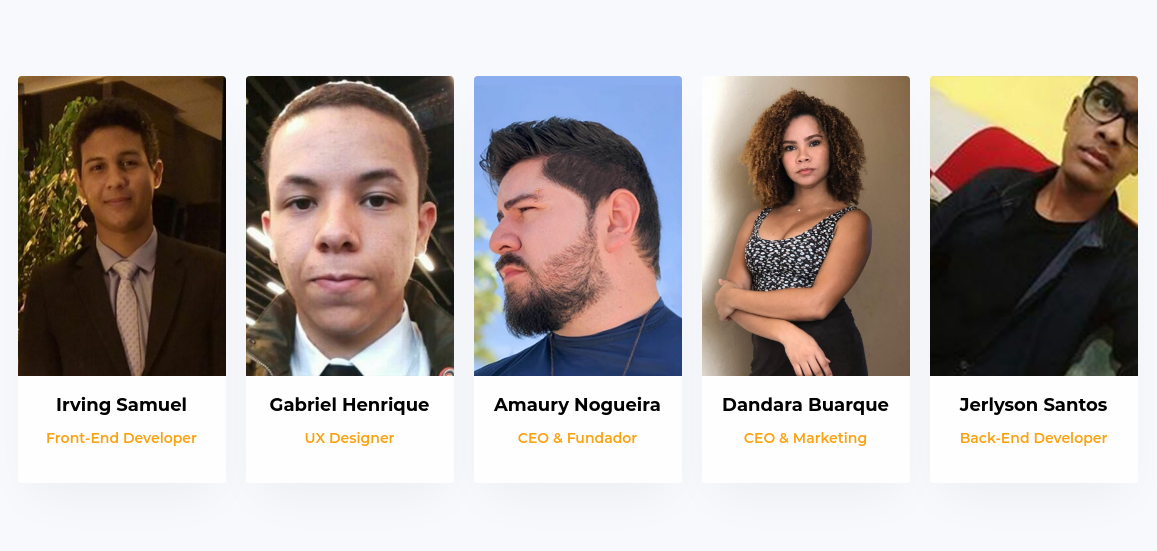 Irving Samuel
Front-End Developer
Gabriel Henrique
UX Designer
Amaury Nogueira
CEO & Fundador
Dandara Buarque
CEO & Marketing
Jerlyson Santos
Back-End Developer